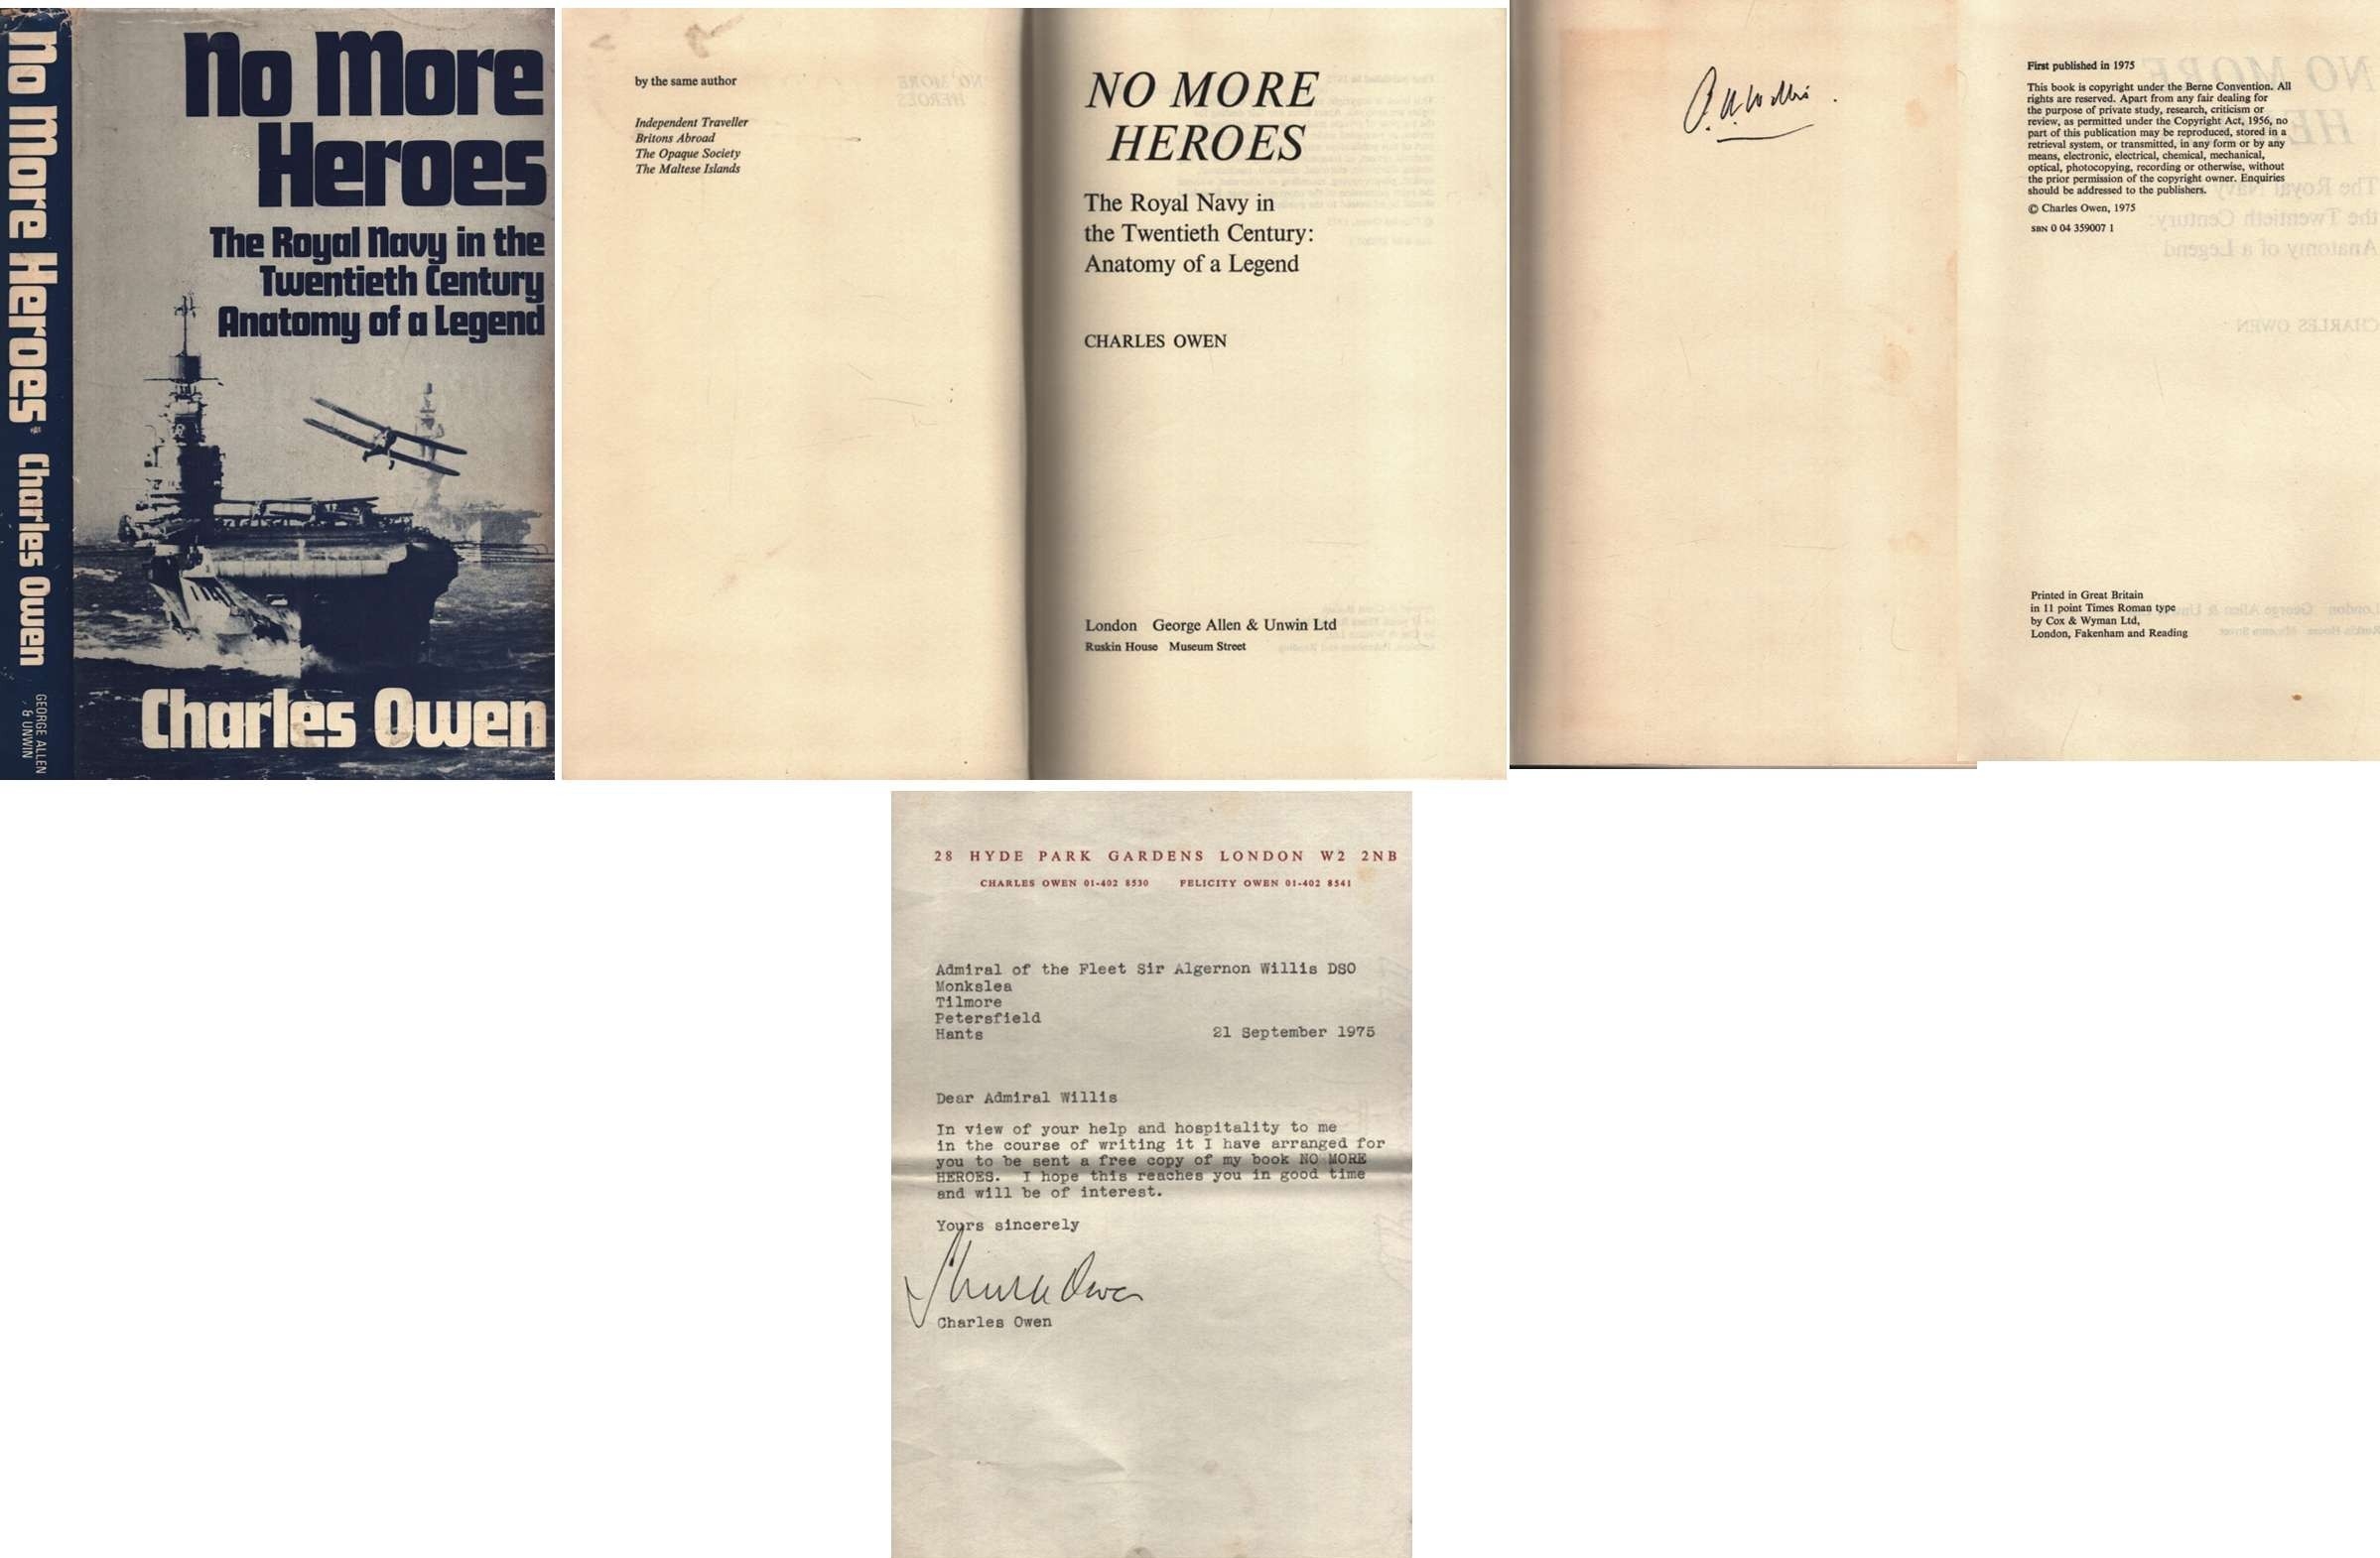 No More Heroes Charles Owen
GEORGE ALLEN
& UNWIN
No More
Heroes
The Royal Navy in the
Twentieth Century
Anatomy of a Legend
Charles Owen
by the same author
Independent Traveller
Britons Abroad
The Opaque Society
The Maltese Islands
NO MORE
HEROES
The Royal Navy in
the Twentieth Century:
Anatomy of a Legend
CHARLES OWEN
London George Allen & Unwin Ltd
Ruskin House Museum Street
First published in 1975
This book is copyright under the Berne Convention. All
rights are reserved. Apart from any fair dealing for
the purpose of private study, research, criticism or
review, as permitted under the Copyright Act, 1956, no
part of this publication may be reproduced, stored in a
retrieval system, or transmitted, in any form or by any
means, electronic, electrical, chemical, mechanical,
optical, photocopying, recording or otherwise, without
the prior permission of the copyright owner. Enquiries
should be addressed to the publishers.
© Charles Owen, 1975
SBN 0 04 359007 1
Printed in Great Britain
in 11 point Times Roman type
by Cox & Wyman Ltd,
London, Fakenham and Reading
28 HYDE PARK GARDENS LONDON W2 2NB
CHARLES OWEN 01-402 8530 FELICITY OWEN 01-402 8541
Admiral of the Fleet Sir Algernon Willis DSO
Monkslea
Tilmore
Petersfield
Hants 21 September 1975
Dear Admiral Willis
In view of your help and hospitality to me
in the course of writing it I have arranged for
you to be sent a free copy of my book NO MORE
HEROES. I hope this reaches you in good time
and will be of interest.
Yours sincerely
Charles Owen
Charles Owen